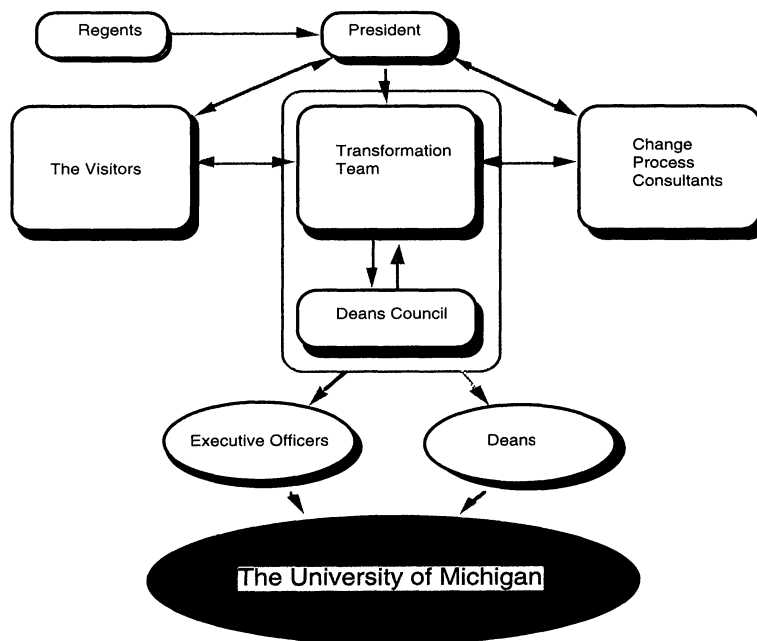 Regents
President
The Visitors
Transformation
Team
Change
Process
Consultants
Deans Council
Executive Officers
Deans
The University of Michigan